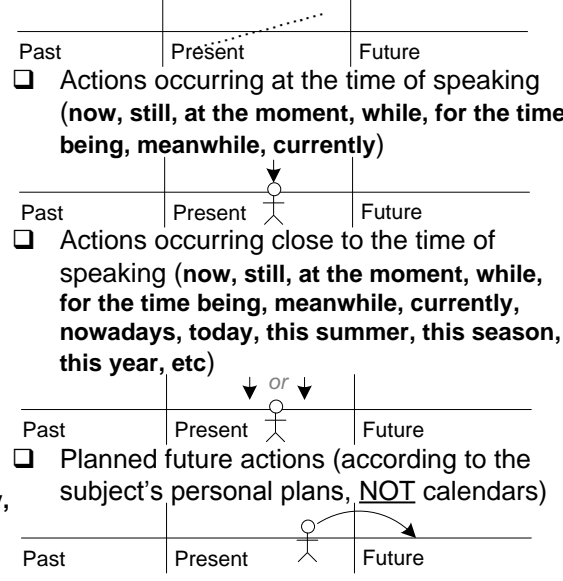 Past Present Future
❑ Actions occurring at the time of speaking
(now, still, at the moment, while, for the time
being, meanwhile, currently)
Past Present Future
❑ Actions occurring close to the time of
speaking (now, still, at the moment, while,
for the time being, meanwhile, currently,
nowadays, today, this summer, this season,
this year, etc)
or
Past Present Future
❑ Planned future actions (according to the
subject's personal plans, NOT calendars)
Past Present Future